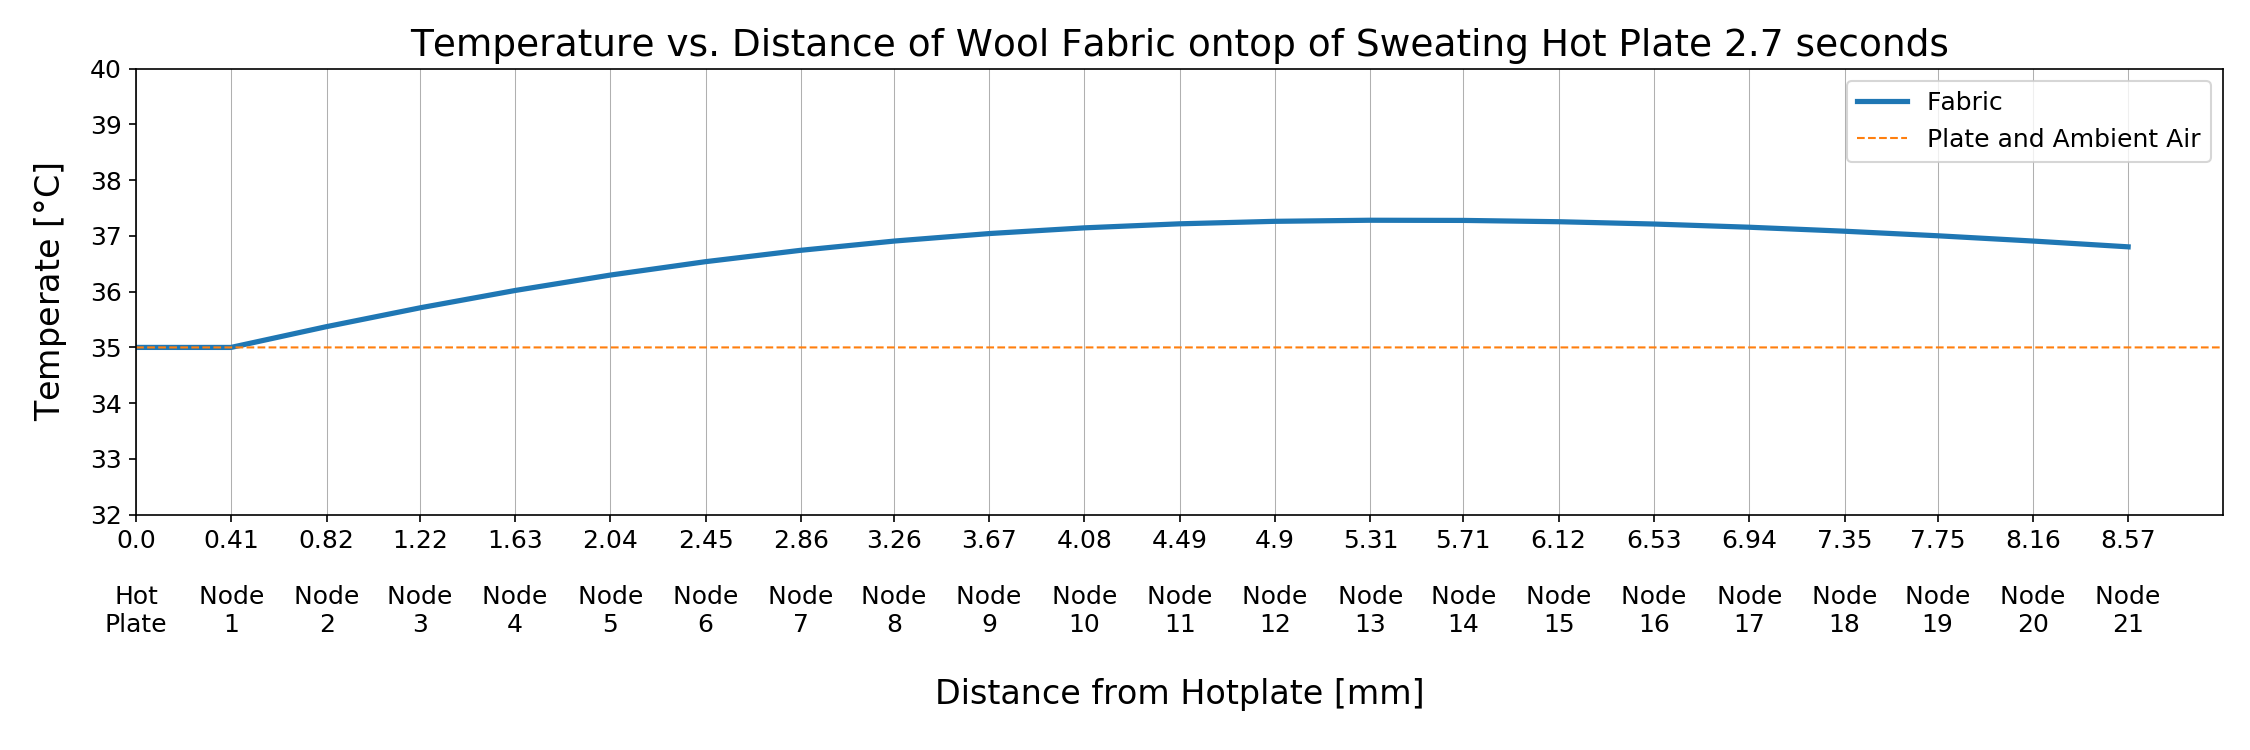 Temperature vs. Distance of Wool Fabric ontop of Sweating Hot Plate 2.7 seconds
Temperate [°C]
40
39
38
37
36
35
34
33
32
Fabric
Plate and Ambient Air
0.0 0.41 0.82 1.22 1.63 2.04 2.45 2.86 3.26 3.67 4.08 4.49 4.9 5.31 5.71 6.12 6.53 6.94 7.35 7.75 8.16 8.57
Hot Node Node Node Node Node Node Node Node Node Node Node Node Node Node Node Node Node Node Node Node Node
Plate 1 2 3 4 5 6 7 8 9 10 11 12 13 14 15 16 17 18 19 20 21
Distance from Hotplate [mm]